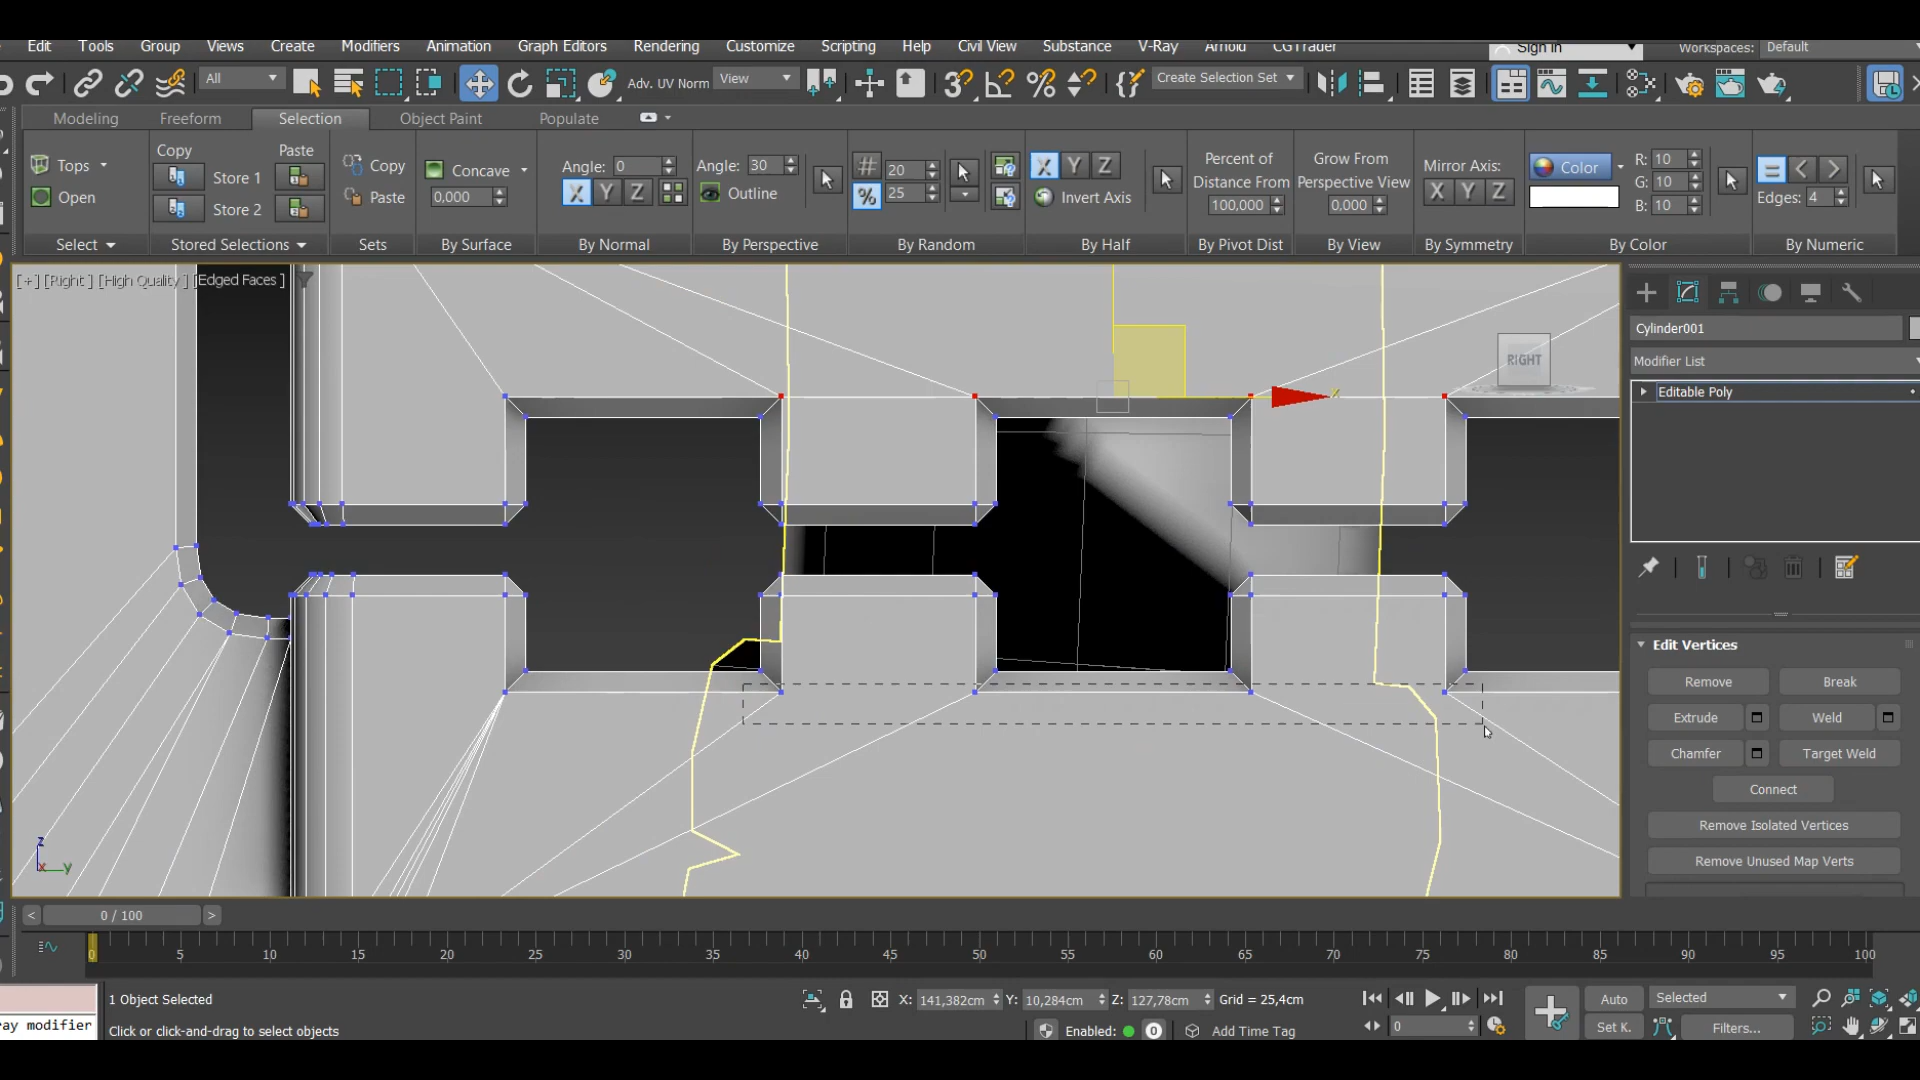 Edit Tools Group Views Create Modifiers Animation Graph Editors Rendering Customize Scripting Help Civil View Substance V-Ray Arnold CGTrader Sign In Workspaces: Default
All Adv. UV Norm View Create Selection Set
Modeling Freeform Selection Object Paint Populate
Tops Copy Paste Copy Concave Angle: 0 Angle: 30 20 X Y Z Percent of Grow From Mirror Axis: Color R: 10
Store 1 Distance From Perspective View G: 10
Open Store 2 Paste 0,000 X Y Z Outline 25 Invert Axis 100,000 0,000 X Y Z B: 10 Edges: 4
Select Stored Selections Sets By Surface By Normal By Perspective By Random By Half By Pivot Dist By View By Symmetry By Color By Numeric
[+] [Right ] [High Quality ] [Edged Faces ]
RIGHT
Cylinder001
Modifier List
Editable Poly
Edit Vertices
Remove Break
Extrude Weld
Chamfer Target Weld
Connect
Remove Isolated Vertices
Remove Unused Map Verts
z
x y
< 0 / 100 >
0 5 10 15 20 25 30 35 40 45 50 55 60 65 70 75 80 85 90 95 100
1 Object Selected X: 141,382cm Y: 10,284cm Z: 127,78cm Grid = 25,4cm Auto Selected
ray modifier Click or click-and-drag to select objects Enabled: 0 Add Time Tag 0 Set K. Filters...